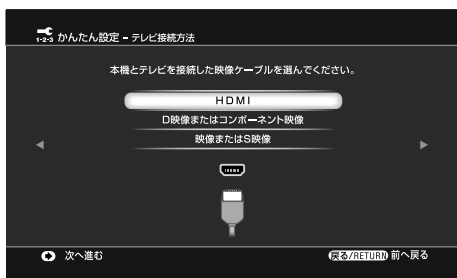 1-2-3 かんたん設定 – テレビ接続方法
本機とテレビを接続した映像ケーブルを選んでください。
HDMI
D映像またはコンポーネント映像
映像またはS映像
次へ進む
戻る/RETURN 前へ戻る